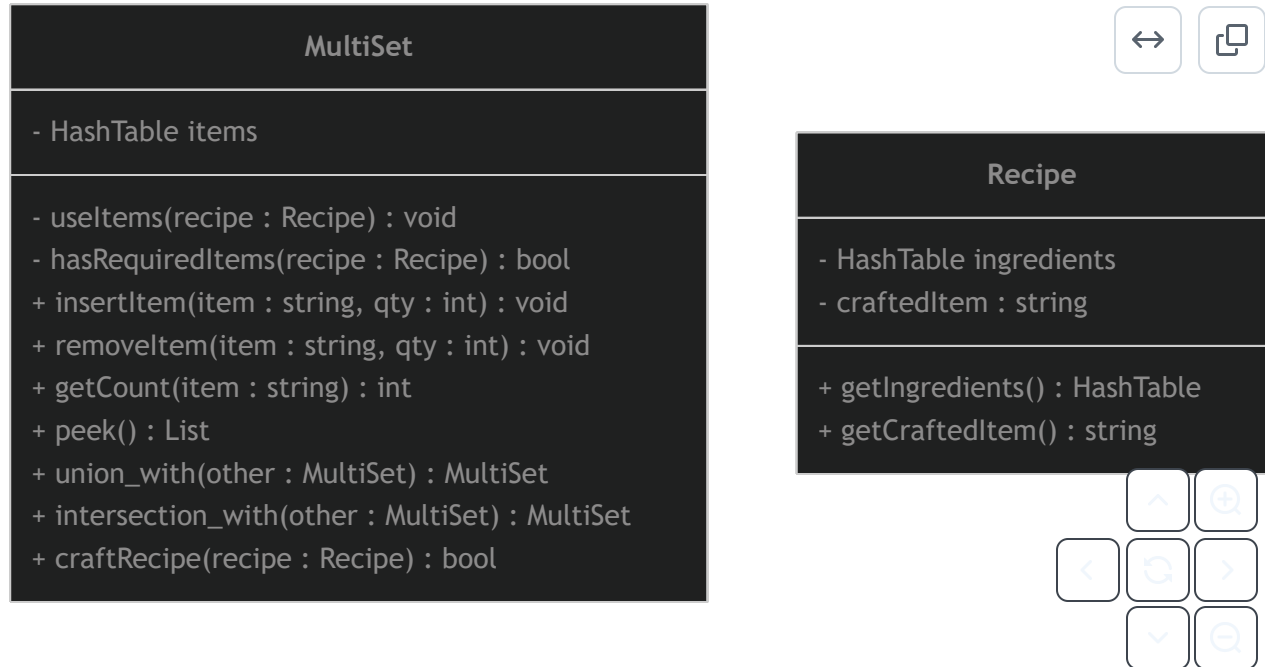 MultiSet
- HashTable items
- useItems(recipe : Recipe) : void
- hasRequiredItems(recipe : Recipe) : bool
+ insertItem(item : string, qty : int) : void
+ removeItem(item : string, qty : int) : void
+ getCount(item : string) : int
+ peek() : List
+ union_with(other : MultiSet) : MultiSet
+ intersection_with(other : MultiSet) : MultiSet
+ craftRecipe(recipe : Recipe) : bool
Recipe
- HashTable ingredients
- craftedItem : string
+ getIngredients() : HashTable
+ getCraftedItem() : string